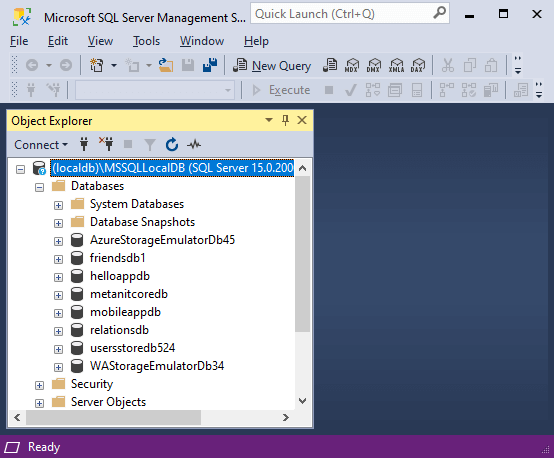 Microsoft SQL Server Management S...
Quick Launch (Ctrl+Q)
File Edit View Tools Window Help
New Query MDX DMX XMLA DAX
Execute
Object Explorer
Connect
(localdb)\MSSQLLocalDB (SQL Server 15.0.200
Databases
System Databases
Database Snapshots
AzureStorageEmulatorDb45
friendsdb1
helloappdb
metanitcoredb
mobileappdb
relationsdb
usersstoredb524
WAStorageEmulatorDb34
Security
Server Objects
Ready